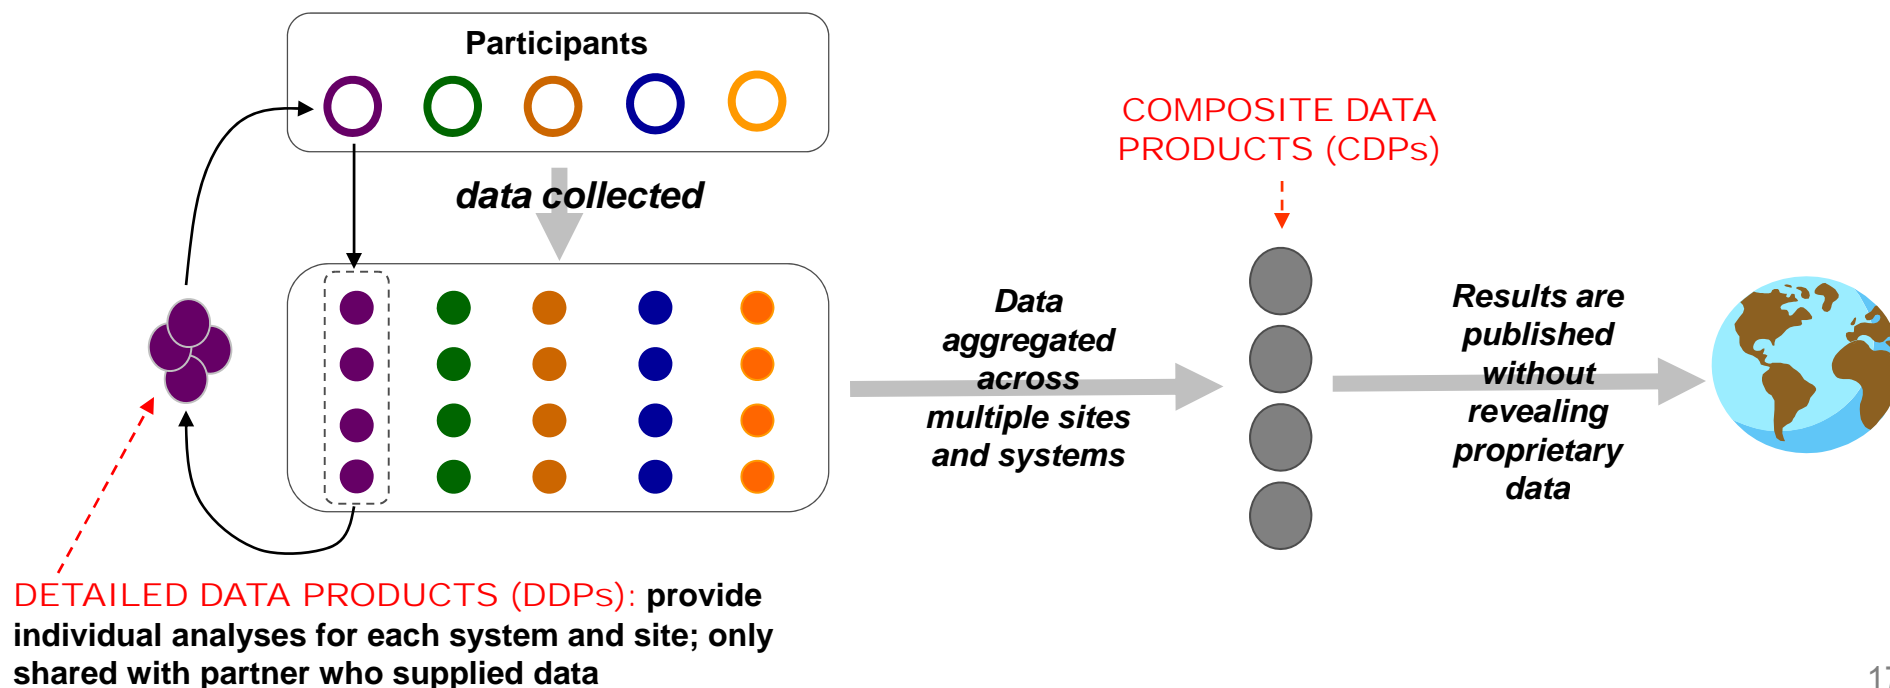 Participants
data collected
COMPOSITE DATA
PRODUCTS (CDPs)
Data
aggregated
across
multiple sites
and systems
Results are
published
without
revealing
proprietary
data
DETAILED DATA PRODUCTS (DDPs): provide
individual analyses for each system and site; only
shared with partner who supplied data
17